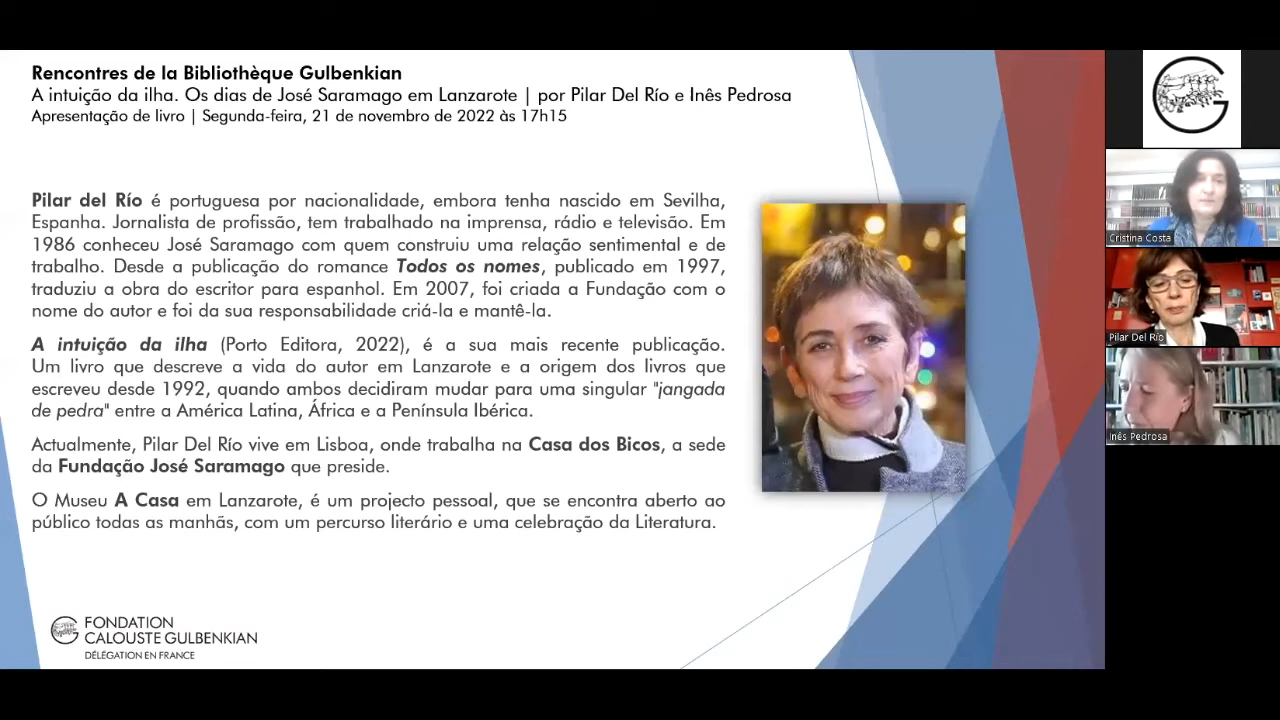 Rencontres de la Bibliothèque Gulbenkian
A intuição da ilha. Os dias de José Saramago em Lanzarote | por Pilar Del Río e Inês Pedrosa
Apresentação de livro | Segunda-feira, 21 de novembro de 2022 às 17h15
Pilar del Río é portuguesa por nacionalidade, embora tenha nascido em Sevilha,
Espanha. Jornalista de profissão, tem trabalhado na imprensa, rádio e televisão. Em
1986 conheceu José Saramago com quem construiu uma relação sentimental e de
trabalho. Desde a publicação do romance Todos os nomes, publicado em 1997,
traduziu a obra do escritor para espanhol. Em 2007, foi criada a Fundação com o
nome do autor e foi da sua responsabilidade criá-la e mantê-la.
A intuição da ilha (Porto Editora, 2022), é a sua mais recente publicação.
Um livro que descreve a vida do autor em Lanzarote e a origem dos livros que
escreveu desde 1992, quando ambos decidiram mudar para uma singular "jangada
de pedra" entre a América Latina, África e a Península Ibérica.
Actualmente, Pilar Del Río vive em Lisboa, onde trabalha na Casa dos Bicos, a sede
da Fundação José Saramago que preside.
O Museu A Casa em Lanzarote, é um projecto pessoal, que se encontra aberto ao
público todas as manhãs, com um percurso literário e uma celebração da Literatura.
FONDATION
CALOUSTE GULBENKIAN
DÉLÉGATION EN FRANCE
Cristina Costa
Pilar Del Río
Inês Pedrosa